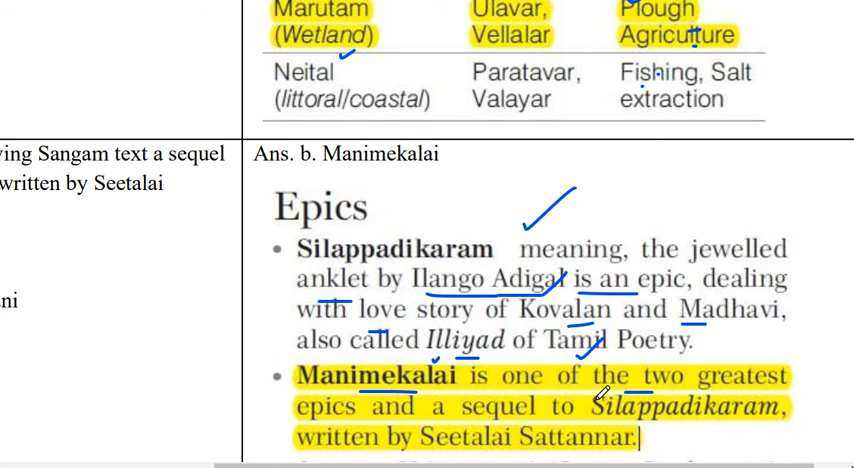 Marutam Ulavar, Plough
(Wetland) Vellalar Agriculture
Neital Paratavar, Fishing, Salt
(littoral/coastal) Valayar extraction
ving Sangam text a sequel
written by Seetalai
ni
Ans. b. Manimekalai
Epics
• Silappadikaram meaning, the jewelled
anklet by Ilango Adigal is an epic, dealing
with love story of Kovalan and Madhavi,
also called Illiyad of Tamil Poetry.
• Manimekalai is one of the two greatest
epics and a sequel to Silappadikaram,
written by Seetalai Sattannar.